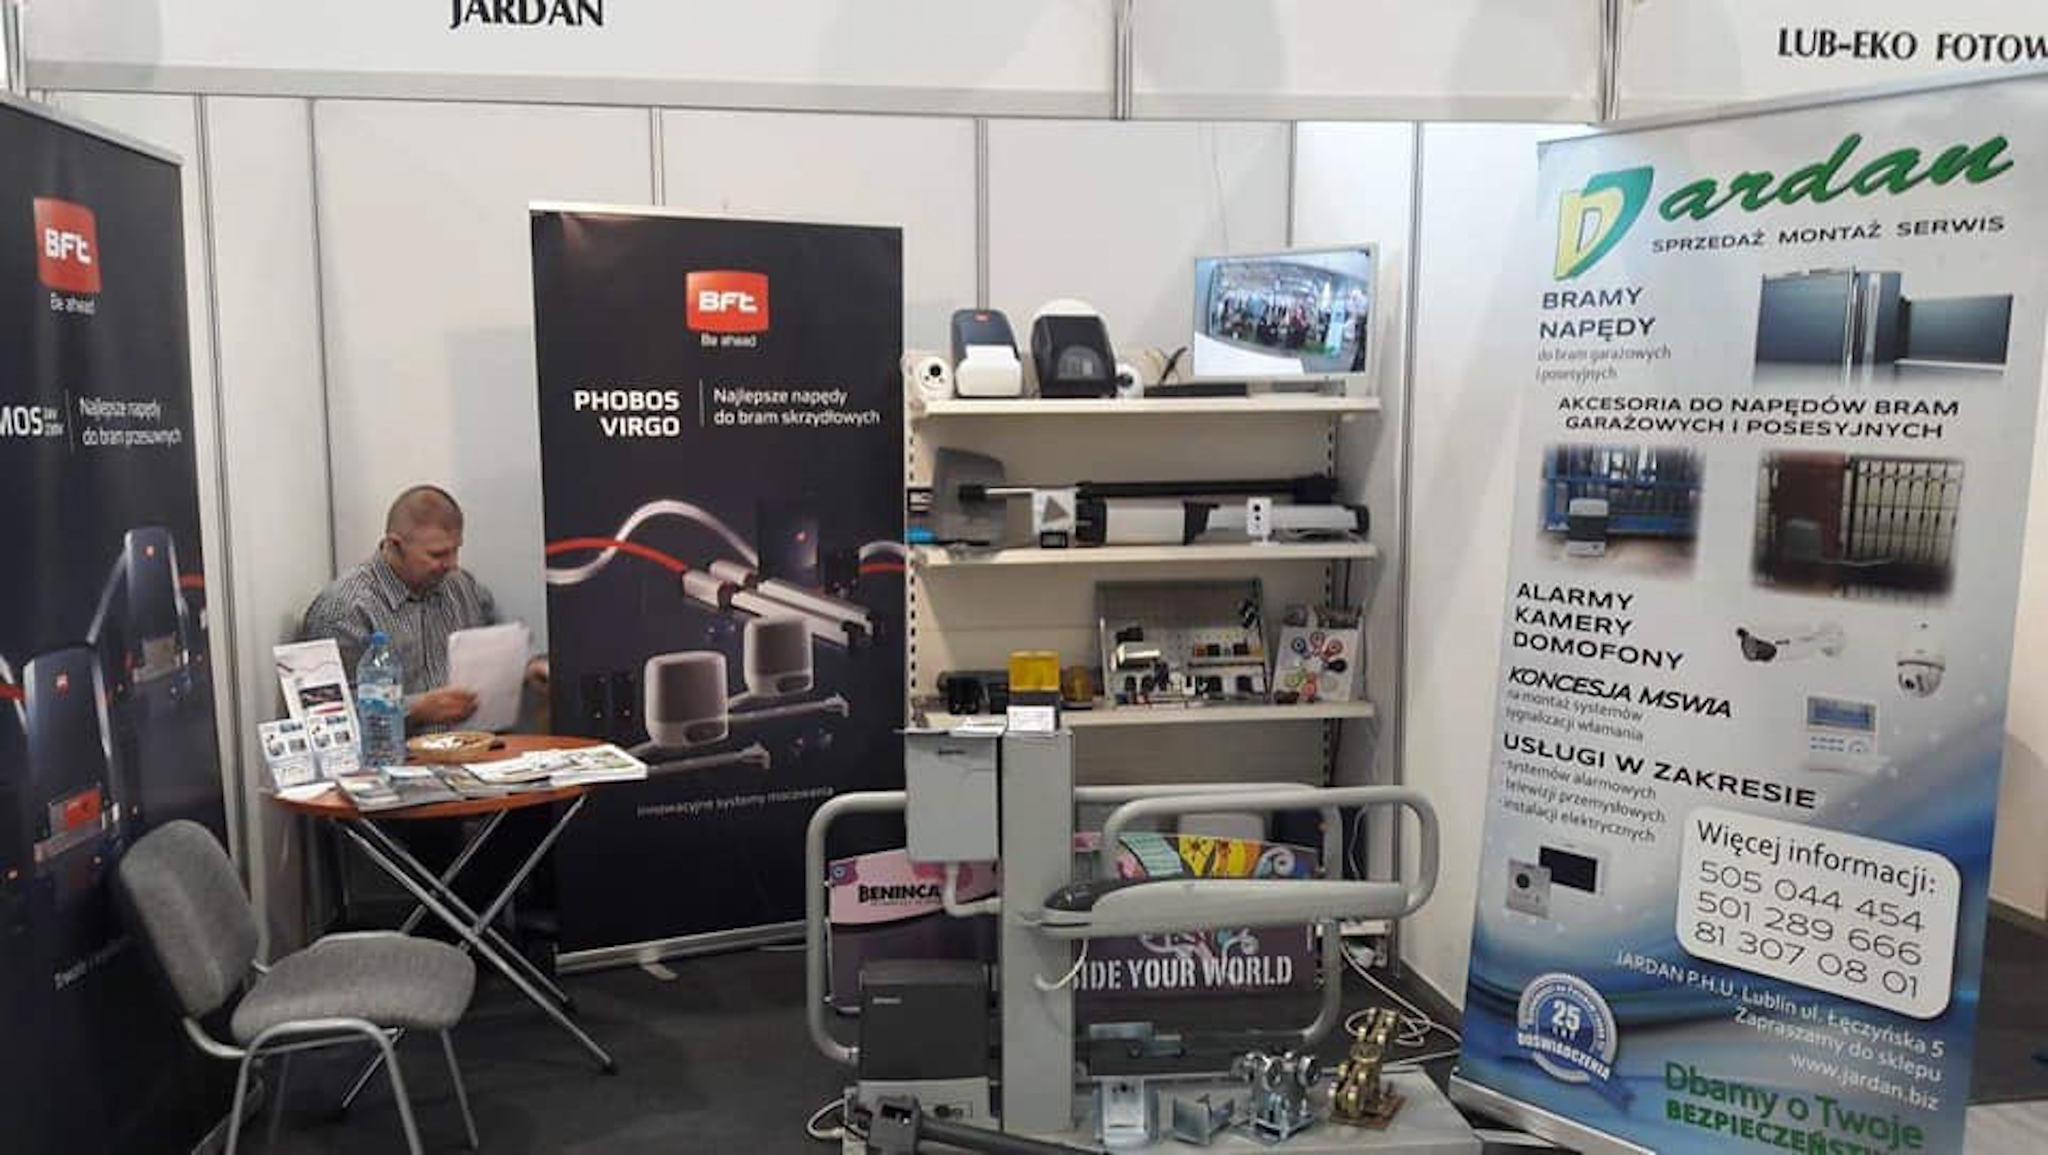 JARDAN
LUB-EKO FOTOW
BFt
Be ahead
MOS
Najlepsze napędy
do bram przesuwnych
BFt
Be ahead
PHOBOS
VIRGO
Najlepsze napędy
do bram skrzydłowych
Innowacyjne systemy mocowania
BENINCA
IDE YOUR WORLD
Jardan
SPRZEDAŻ MONTAŻ SERWIS
BRAMY
NAPĘDY
do bram garażowych
i posesyjnych
AKCESORIA DO NAPĘDÓW BRAM
GARAŻOWYCH I POSESYJNYCH
ALARMY
KAMERY
DOMOFONY
KONCESJA MSWIA
na montaż systemów
sygnalizacji włamania
USŁUGI W ZAKRESIE
- systemów alarmowych
- telewizji przemysłowych
- instalacji elektrycznych
Więcej informacji:
505 044 454
501 289 666
81 307 08 01
JARDAN P.H.U. Lublin ul. Łęczyńska 5
Zapraszamy do sklepu
www.jardan.biz
25
LAT
DOŚWIADCZENIA
Dbamy o Twoje
BEZPIECZEŃST